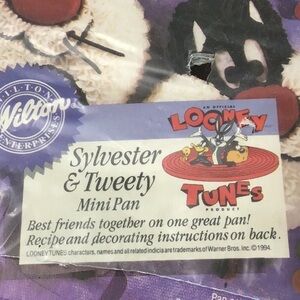 WILTON
Wilton
ENTERPRISES
AN OFFICIAL
LOONEY
TUNES
PRODUCT
Sylvester
& Tweety
Mini Pan
Best friends together on one great pan!
Recipe and decorating instructions on back.
LOONEY TUNES characters, names and all related indicia are trademarks of Warner Bros. Inc. ©1994